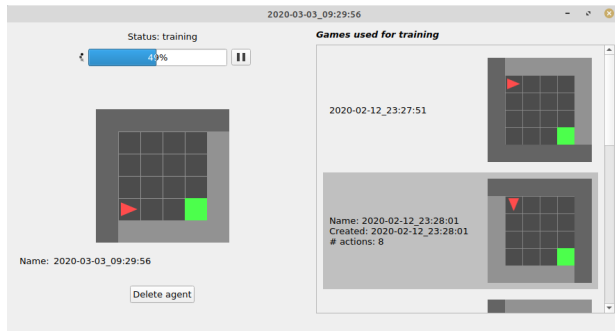 2020-03-03_09:29:56
Status: training
49%
Name: 2020-03-03_09:29:56
Delete agent
Games used for training
2020-02-12_23:27:51
Name: 2020-02-12_23:28:01
Created: 2020-02-12_23:28:01
# actions: 8